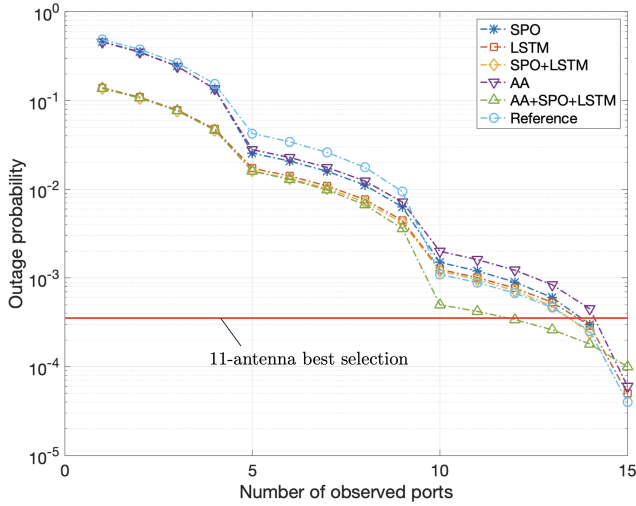 10^0
10^-1
10^-2
10^-3
10^-4
10^-5
Outage probability
SPO
LSTM
SPO+LSTM
AA
AA+SPO+LSTM
Reference
11-antenna best selection
0 5 10 15
Number of observed ports